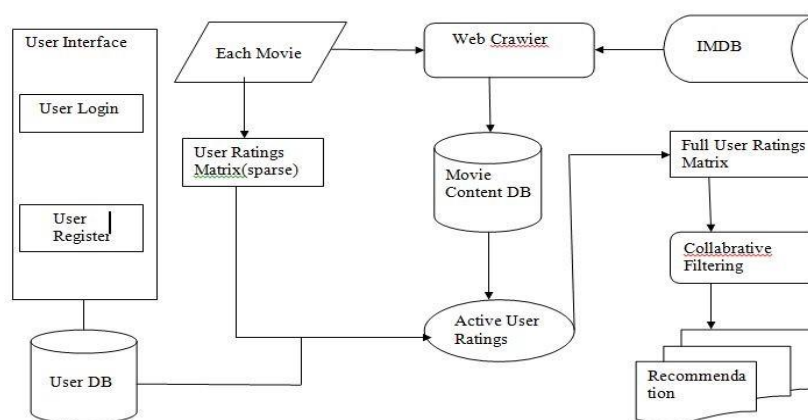 User Interface
User Login
User
Register
User DB
Each Movie
User Ratings
Matrix(sparse)
Web Crawier
Movie
Content DB
Active User
Ratings
IMDB
Full User Ratings
Matrix
Collabrative
Filtering
Recommenda
tion